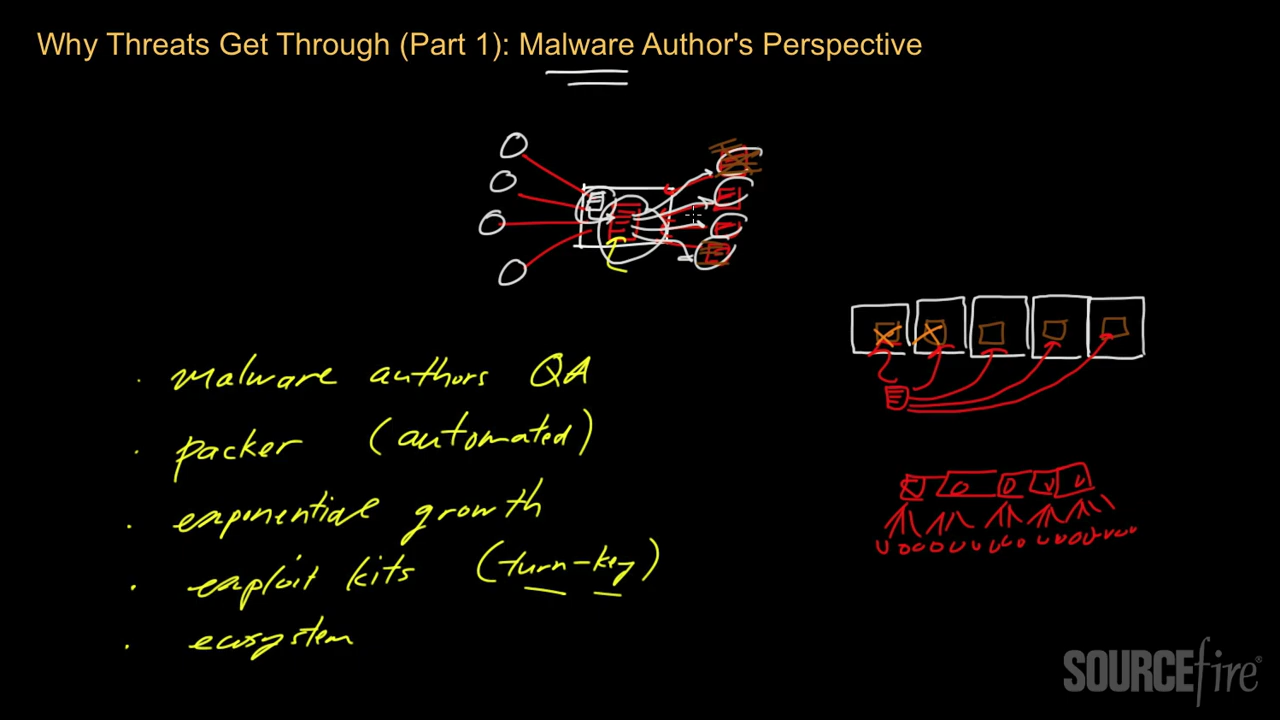 Why Threats Get Through (Part 1): Malware Author's Perspective
· malware authors QA
· packer (automated)
· exponential growth
· exploit kits (turn-key)
· ecosystem
SOURCEfire®